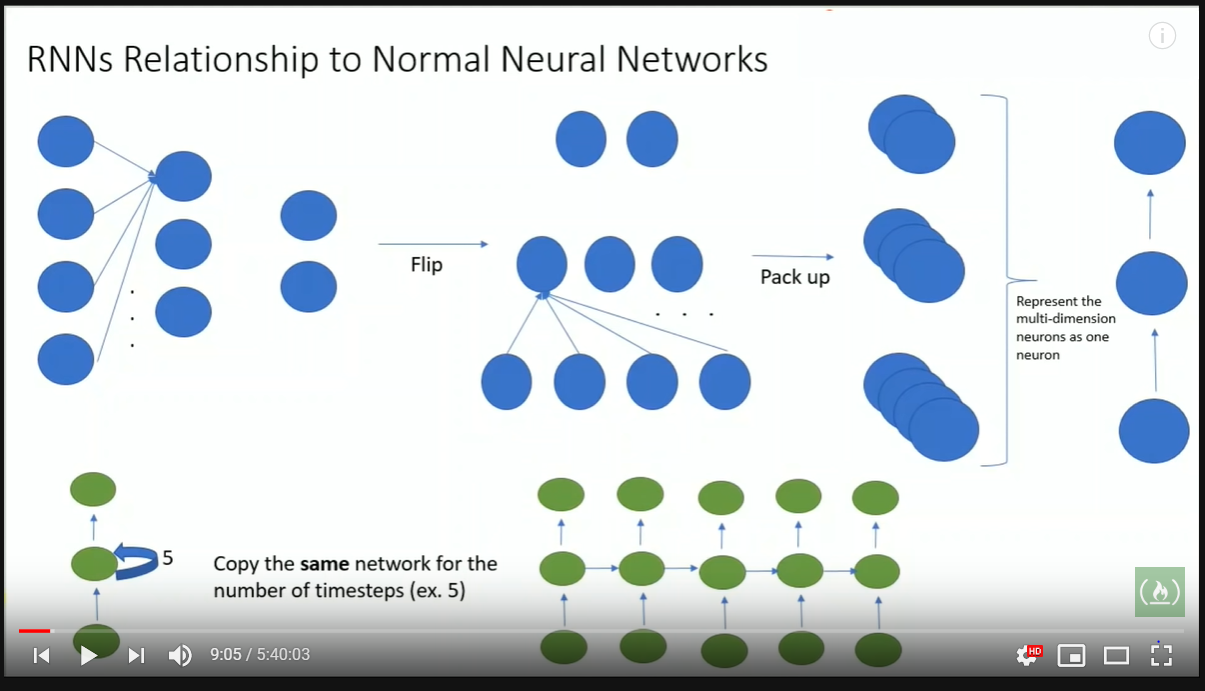 RNNs Relationship to Normal Neural Networks
Flip
Pack up
Represent the
multi-dimension
neurons as one
neuron
5
Copy the same network for the
number of timesteps (ex. 5)
9:05 / 5:40:03
HD